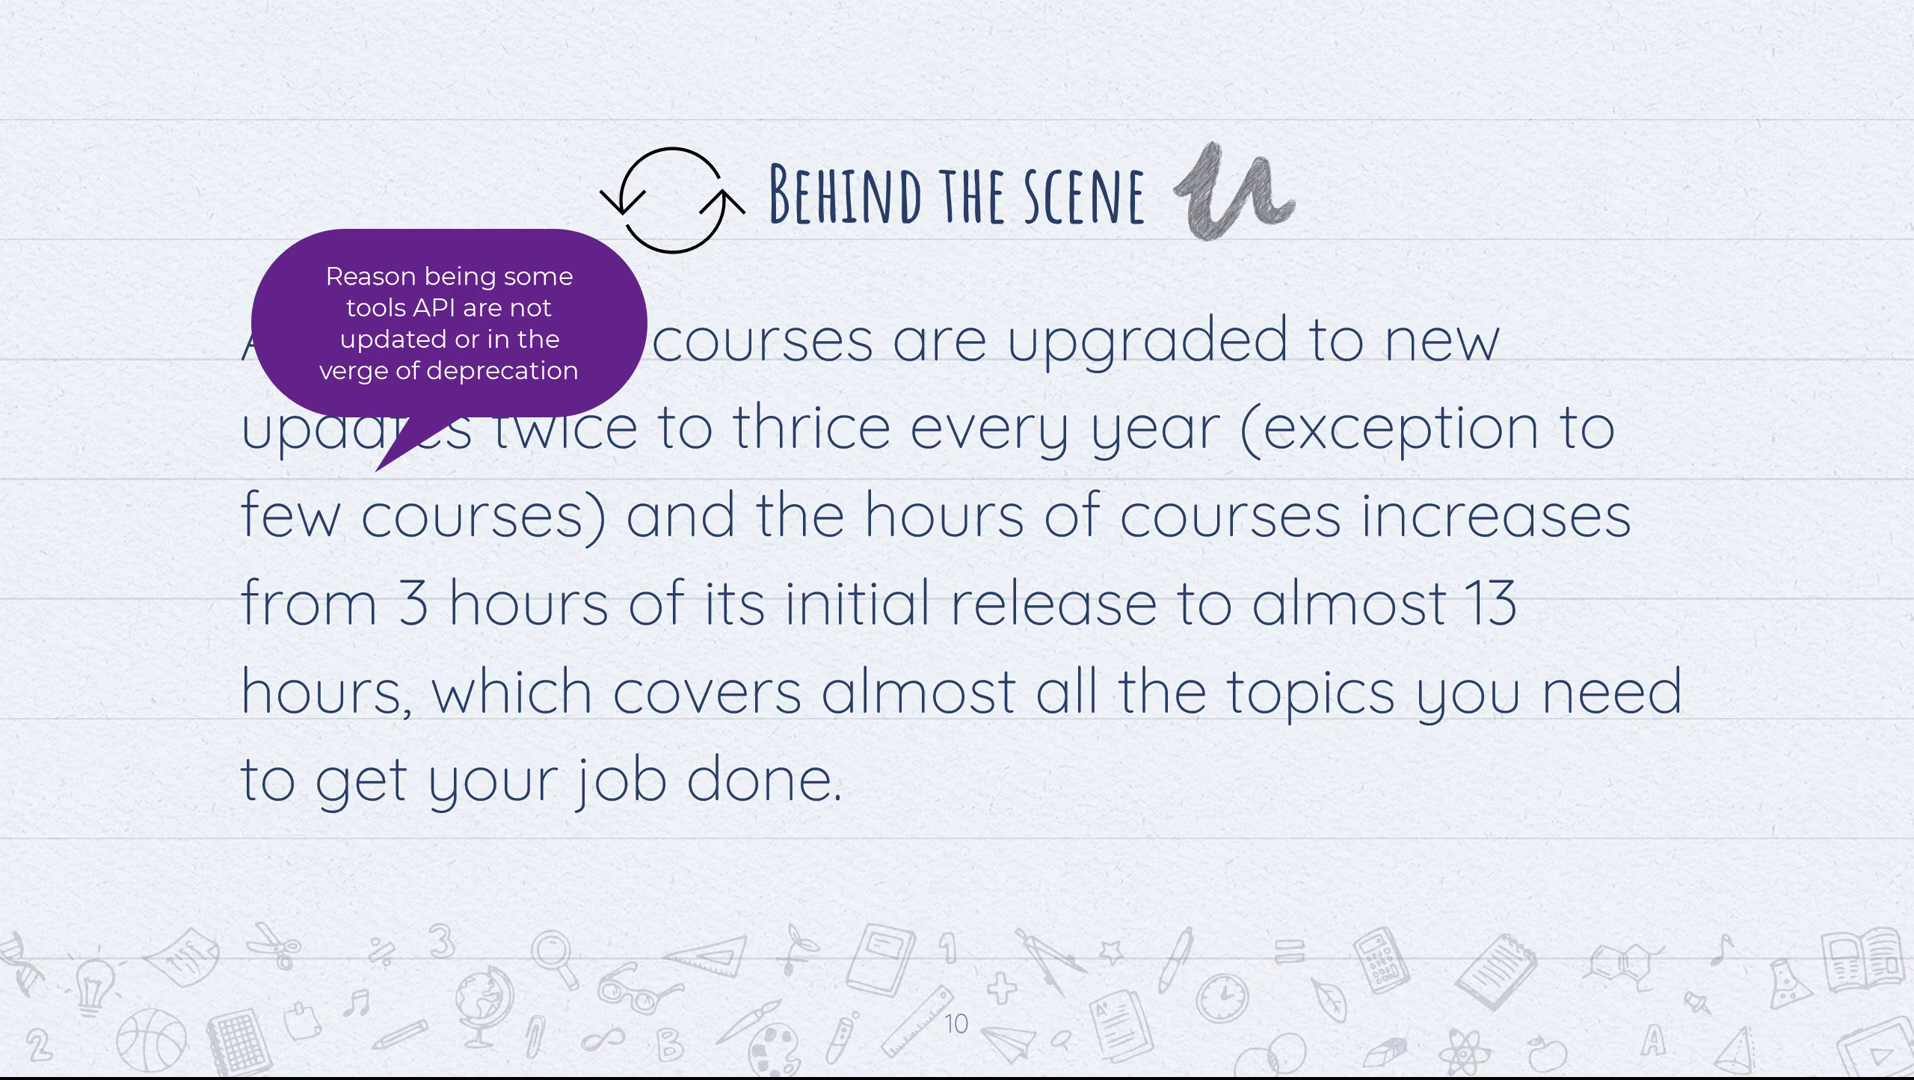 Behind the scene
Reason being some
tools API are not
updated or in the
verge of deprecation
courses are upgraded to new
updates twice to thrice every year (exception to
few courses) and the hours of courses increases
from 3 hours of its initial release to almost 13
hours, which covers almost all the topics you need
to get your job done.
10